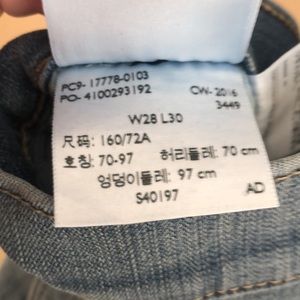 PC9- 17778-0103
PO- 4100293192
CW- 2016
3449
W28 L30
尺码: 160/72A
호칭: 70-97 허리둘레: 70 cm
엉덩이둘레: 97 cm
S40197
AD